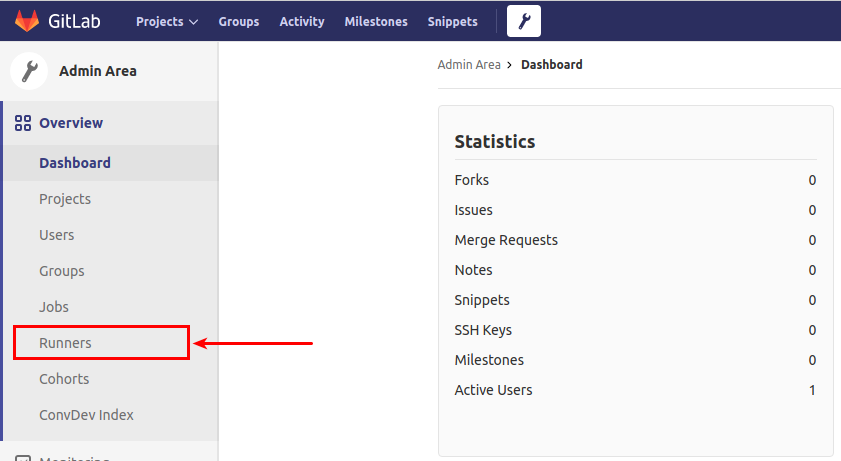 GitLab Projects Groups Activity Milestones Snippets
Admin Area
Admin Area › Dashboard
Overview
Dashboard
Projects
Users
Groups
Jobs
Runners
Cohorts
ConvDev Index
Monitoring
Statistics
Forks 0
Issues 0
Merge Requests 0
Notes 0
Snippets 0
SSH Keys 0
Milestones 0
Active Users 1